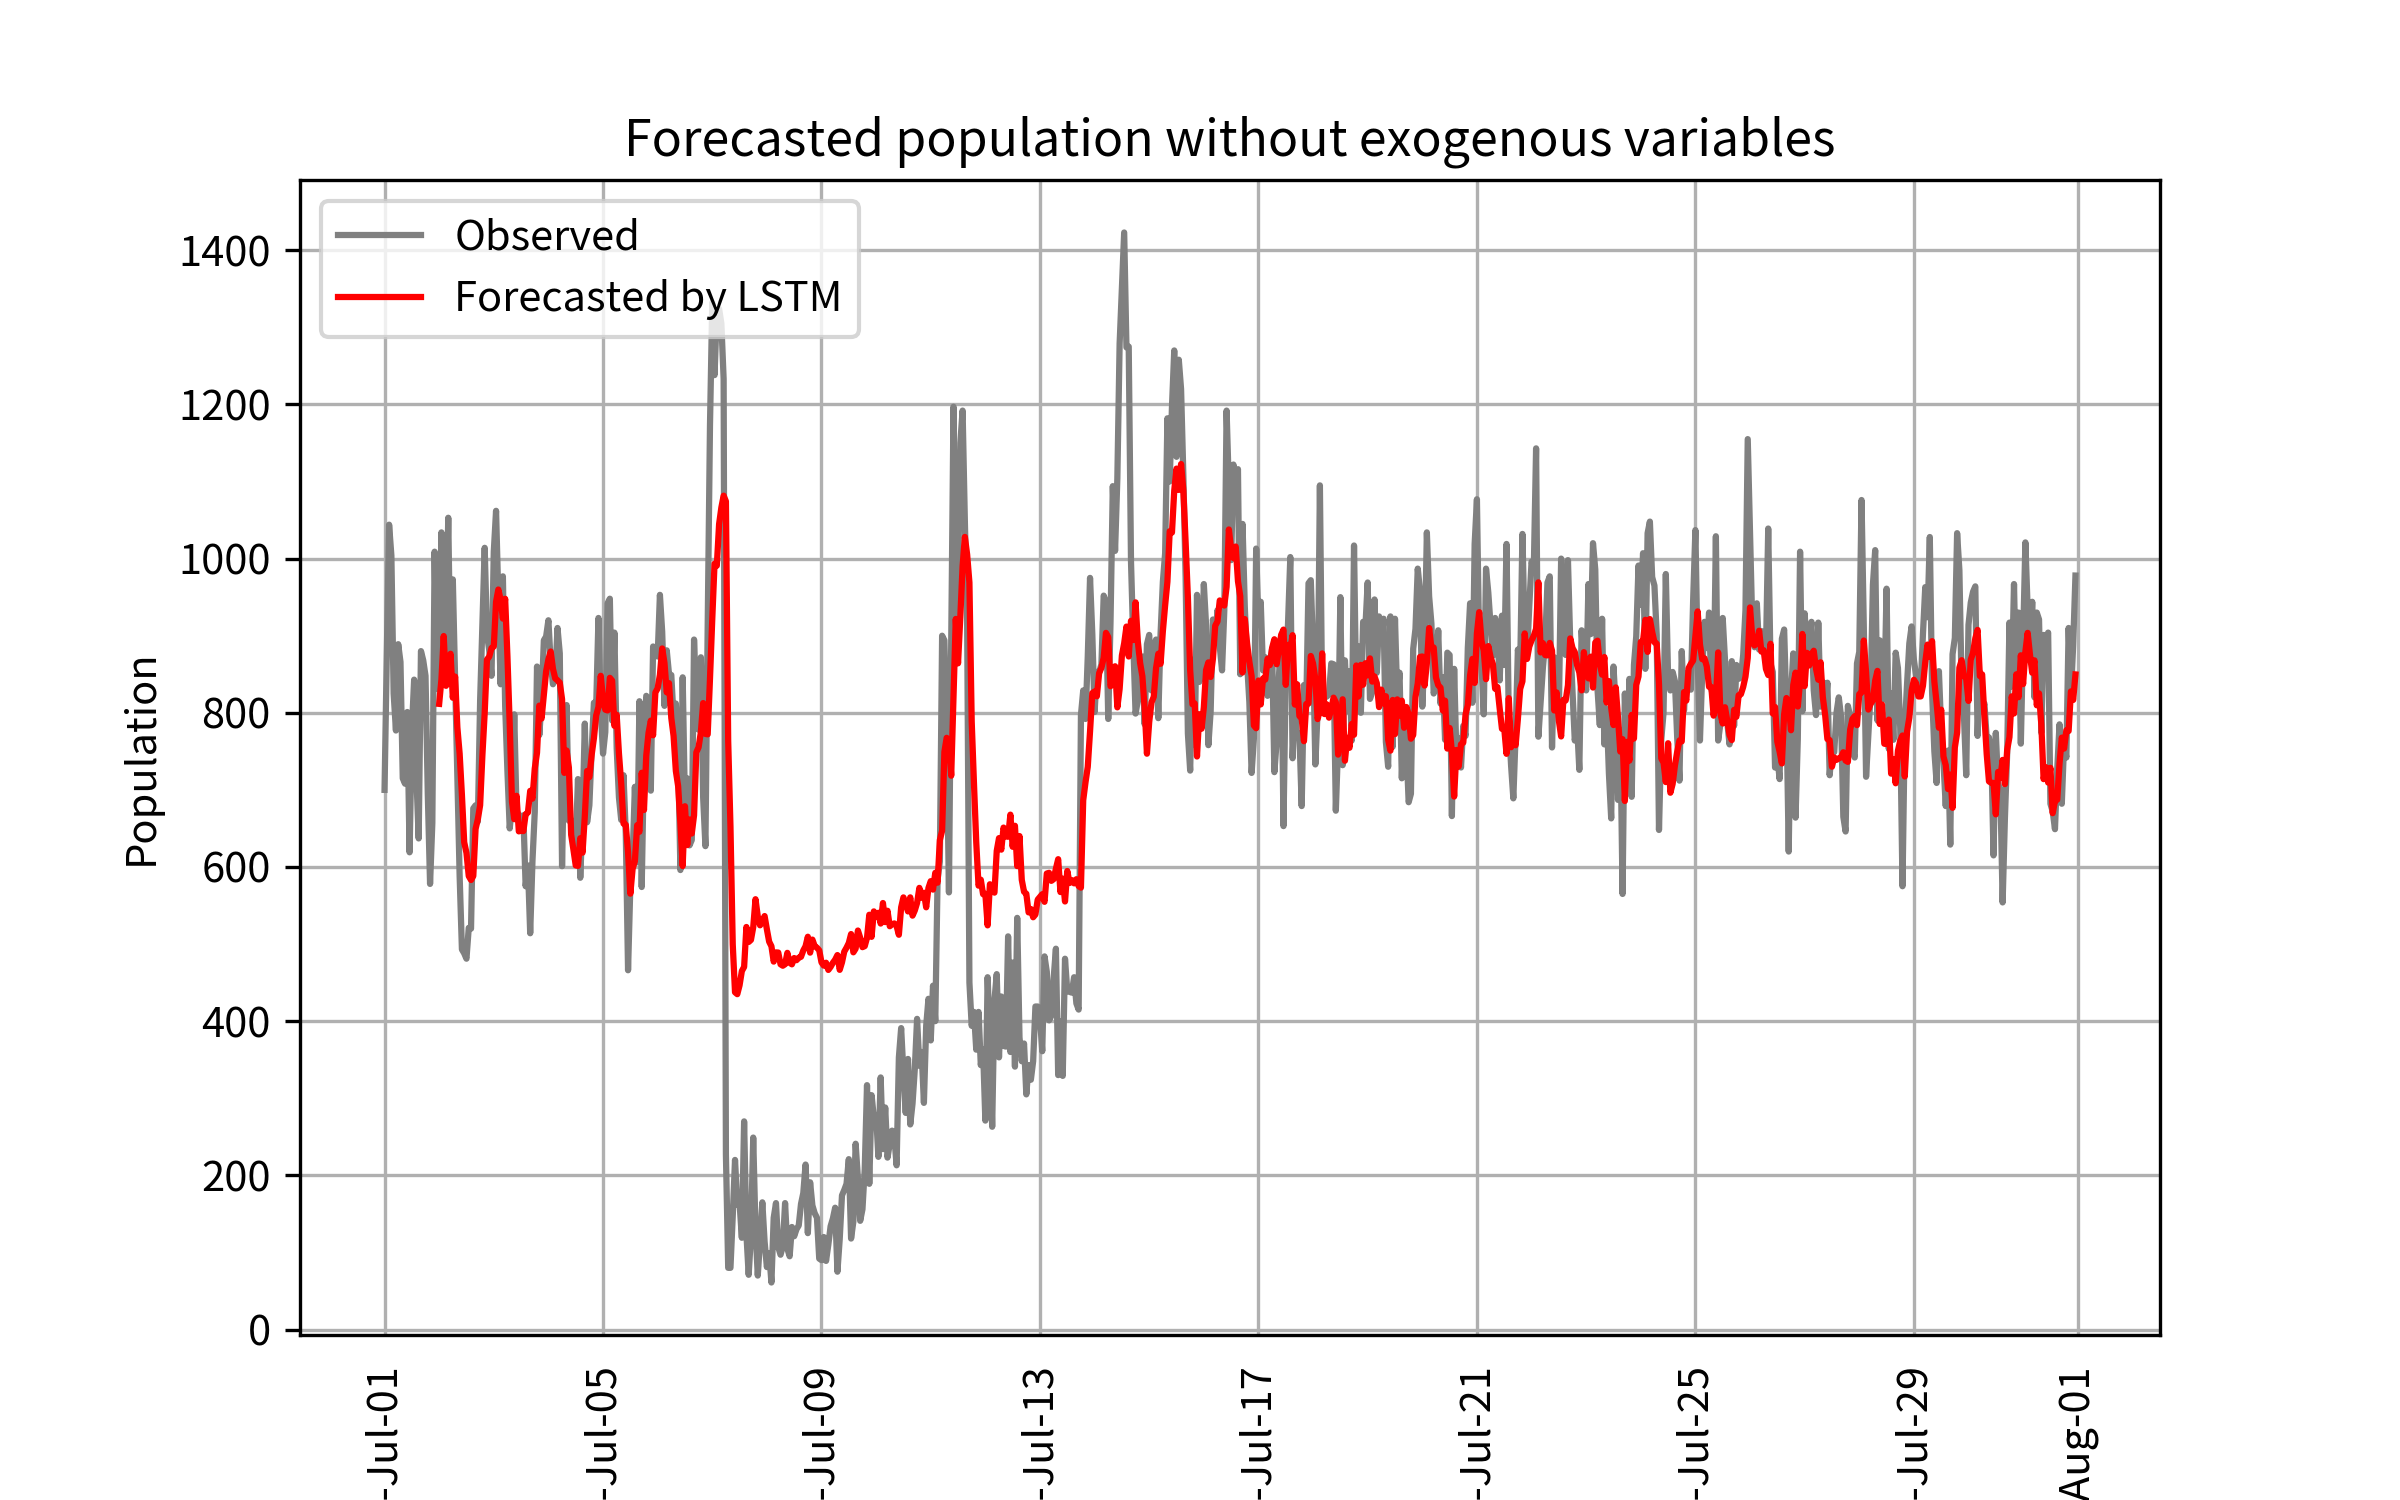 Forecasted population without exogenous variables
Observed
Forecasted by LSTM
Population
1400
1200
1000
800
600
400
200
0
-Jul-01
-Jul-05
-Jul-09
-Jul-13
-Jul-17
-Jul-21
-Jul-25
-Jul-29
Aug-01